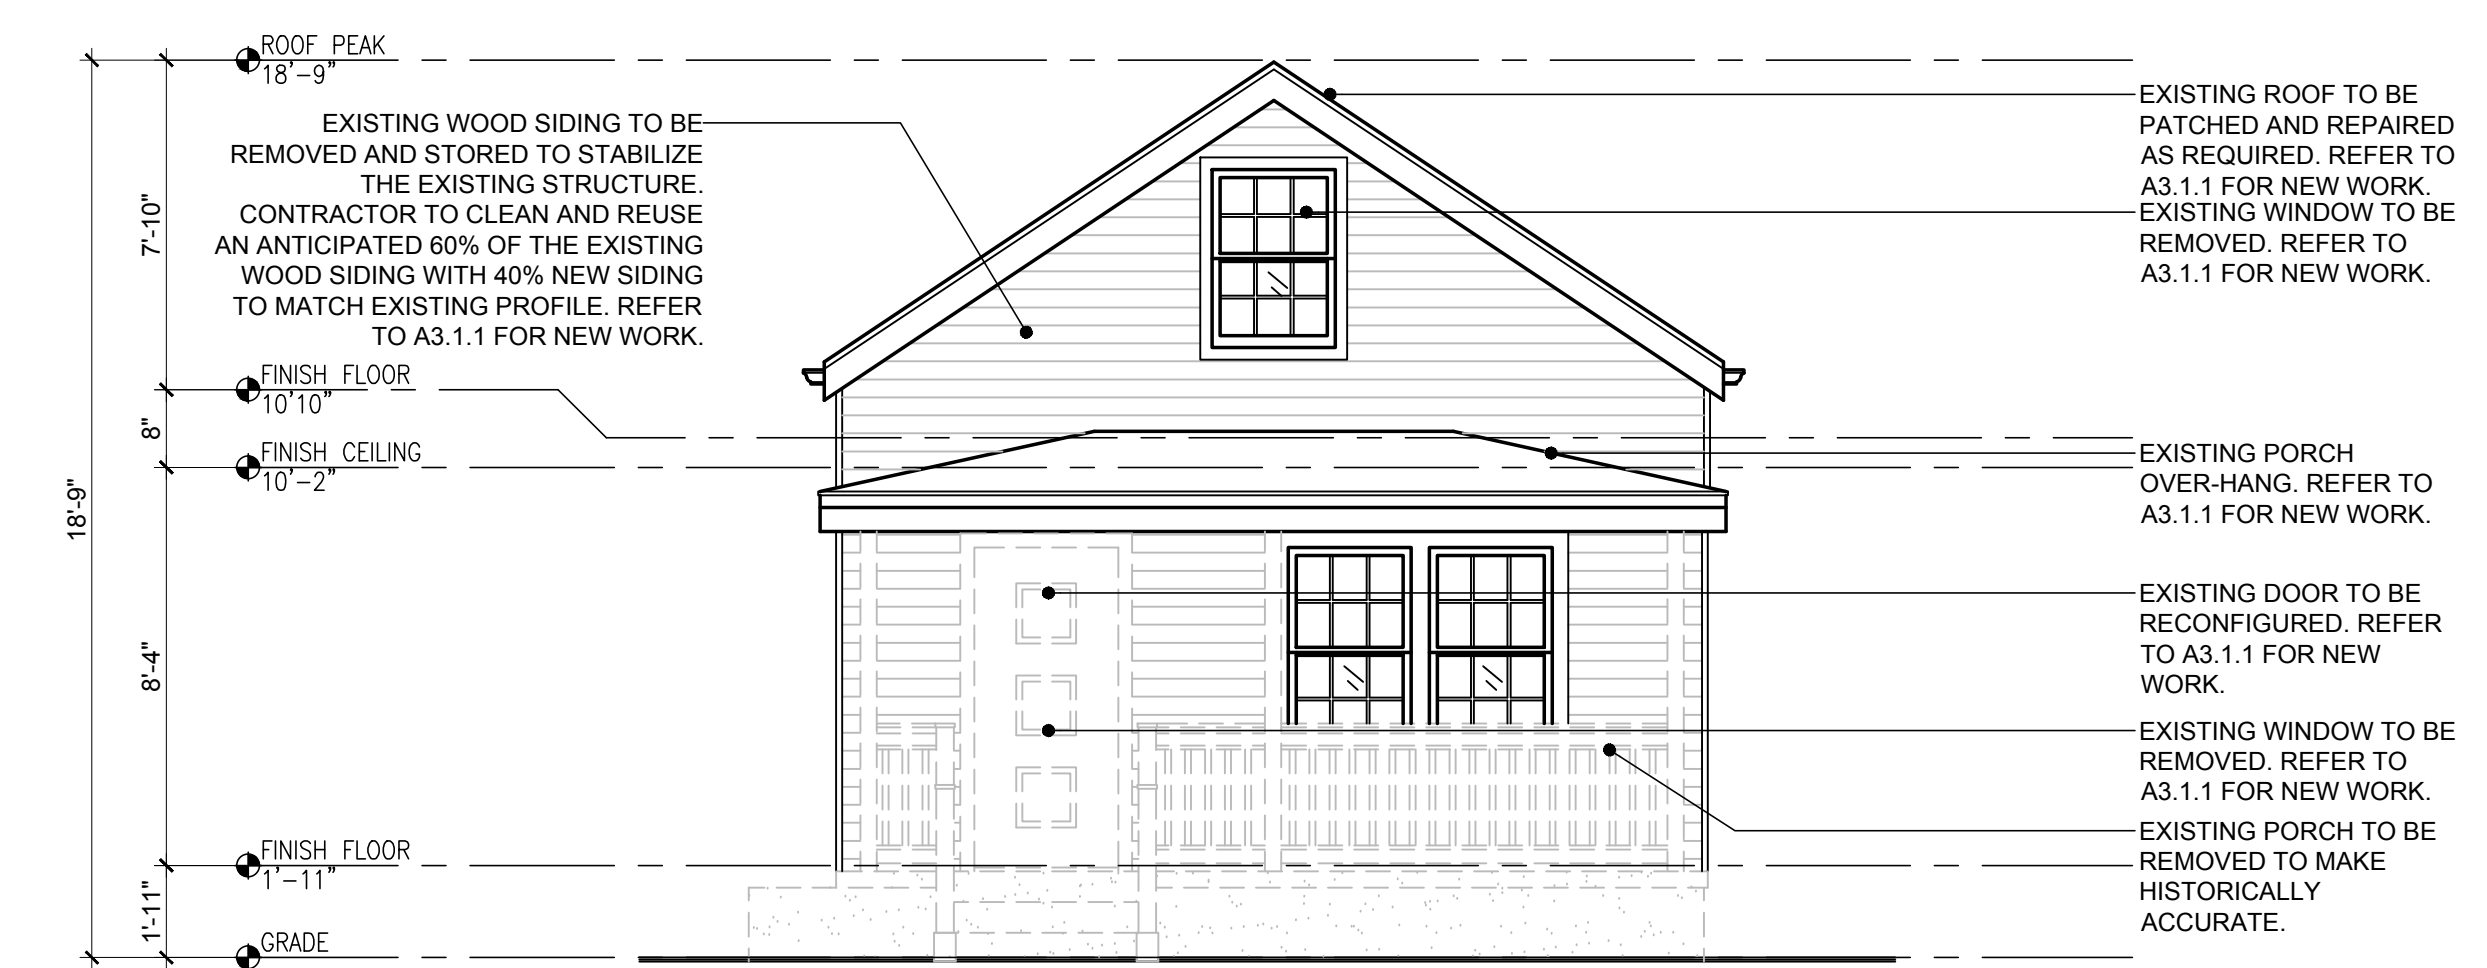 ROOF PEAK
18'-9"
EXISTING WOOD SIDING TO BE
REMOVED AND STORED TO STABILIZE
THE EXISTING STRUCTURE.
CONTRACTOR TO CLEAN AND REUSE
AN ANTICIPATED 60% OF THE EXISTING
WOOD SIDING WITH 40% NEW SIDING
TO MATCH EXISTING PROFILE. REFER
TO A3.1.1 FOR NEW WORK.
FINISH FLOOR
10'10"
FINISH CEILING
10'-2"
FINISH FLOOR
1'-11"
GRADE
18'-9"
7'-10"
8"
8'-4"
1'-11"
EXISTING ROOF TO BE
PATCHED AND REPAIRED
AS REQUIRED. REFER TO
A3.1.1 FOR NEW WORK.
EXISTING WINDOW TO BE
REMOVED. REFER TO
A3.1.1 FOR NEW WORK.
EXISTING PORCH
OVER-HANG. REFER TO
A3.1.1 FOR NEW WORK.
EXISTING DOOR TO BE
RECONFIGURED. REFER
TO A3.1.1 FOR NEW
WORK.
EXISTING WINDOW TO BE
REMOVED. REFER TO
A3.1.1 FOR NEW WORK.
EXISTING PORCH TO BE
REMOVED TO MAKE
HISTORICALLY
ACCURATE.